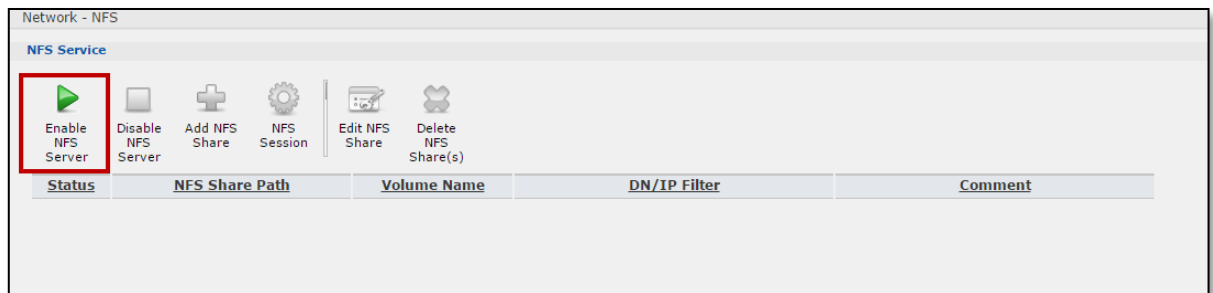 Network - NFS
NFS Service
Enable NFS Server
Disable NFS Server
Add NFS Share
NFS Session
Edit NFS Share
Delete NFS Share(s)
Status NFS Share Path Volume Name DN/IP Filter Comment